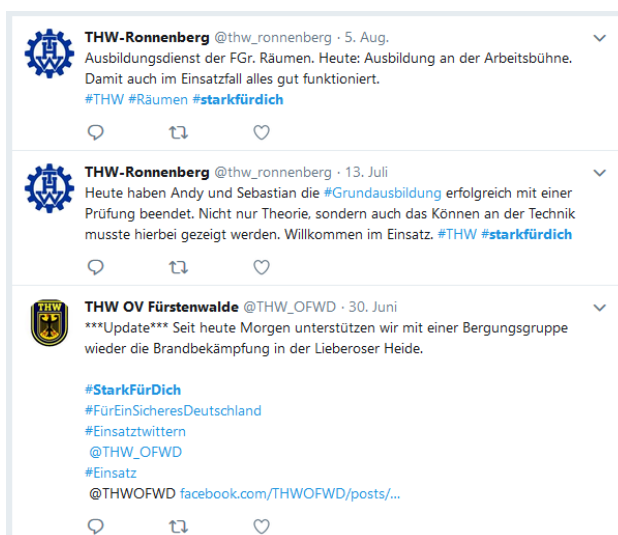 THW-Ronnenberg @thw_ronnenberg · 5. Aug.
Ausbildungsdienst der FGr. Räumen. Heute: Ausbildung an der Arbeitsbühne.
Damit auch im Einsatzfall alles gut funktioniert.
#THW #Räumen #starkfürdich
THW-Ronnenberg @thw_ronnenberg · 13. Juli
Heute haben Andy und Sebastian die #Grundausbildung erfolgreich mit einer
Prüfung beendet. Nicht nur Theorie, sondern auch das Können an der Technik
musste hierbei gezeigt werden. Willkommen im Einsatz. #THW #starkfürdich
THW
THW OV Fürstenwalde @THW_OFWD · 30. Juni
***Update*** Seit heute Morgen unterstützen wir mit einer Bergungsgruppe
wieder die Brandbekämpfung in der Lieberoser Heide.
#StarkFürDich
#FürEinSicheresDeutschland
#Einsatztwittern
@THW_OFWD
#Einsatz
@THWOFWD facebook.com/THWOFWD/posts/...